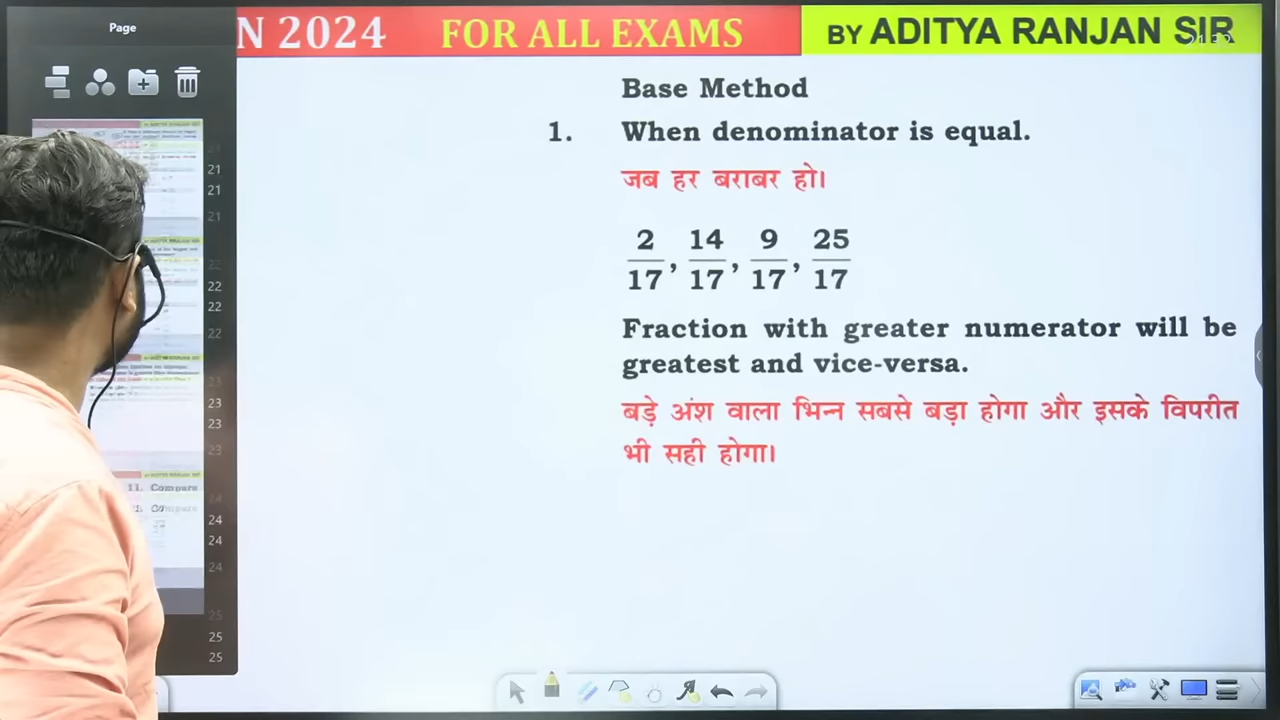 Page
N 2024 FOR ALL EXAMS BY ADITYA RANJAN SIR
Base Method
1. When denominator is equal.
जब हर बराबर हो।
2/17, 14/17, 9/17, 25/17
Fraction with greater numerator will be
greatest and vice-versa.
बड़े अंश वाला भिन्न सबसे बड़ा होगा और इसके विपरीत
भी सही होगा।
21
21
21
22
22
22
23
23
23
23
11. Compare
24
24
24
24
25
25
25